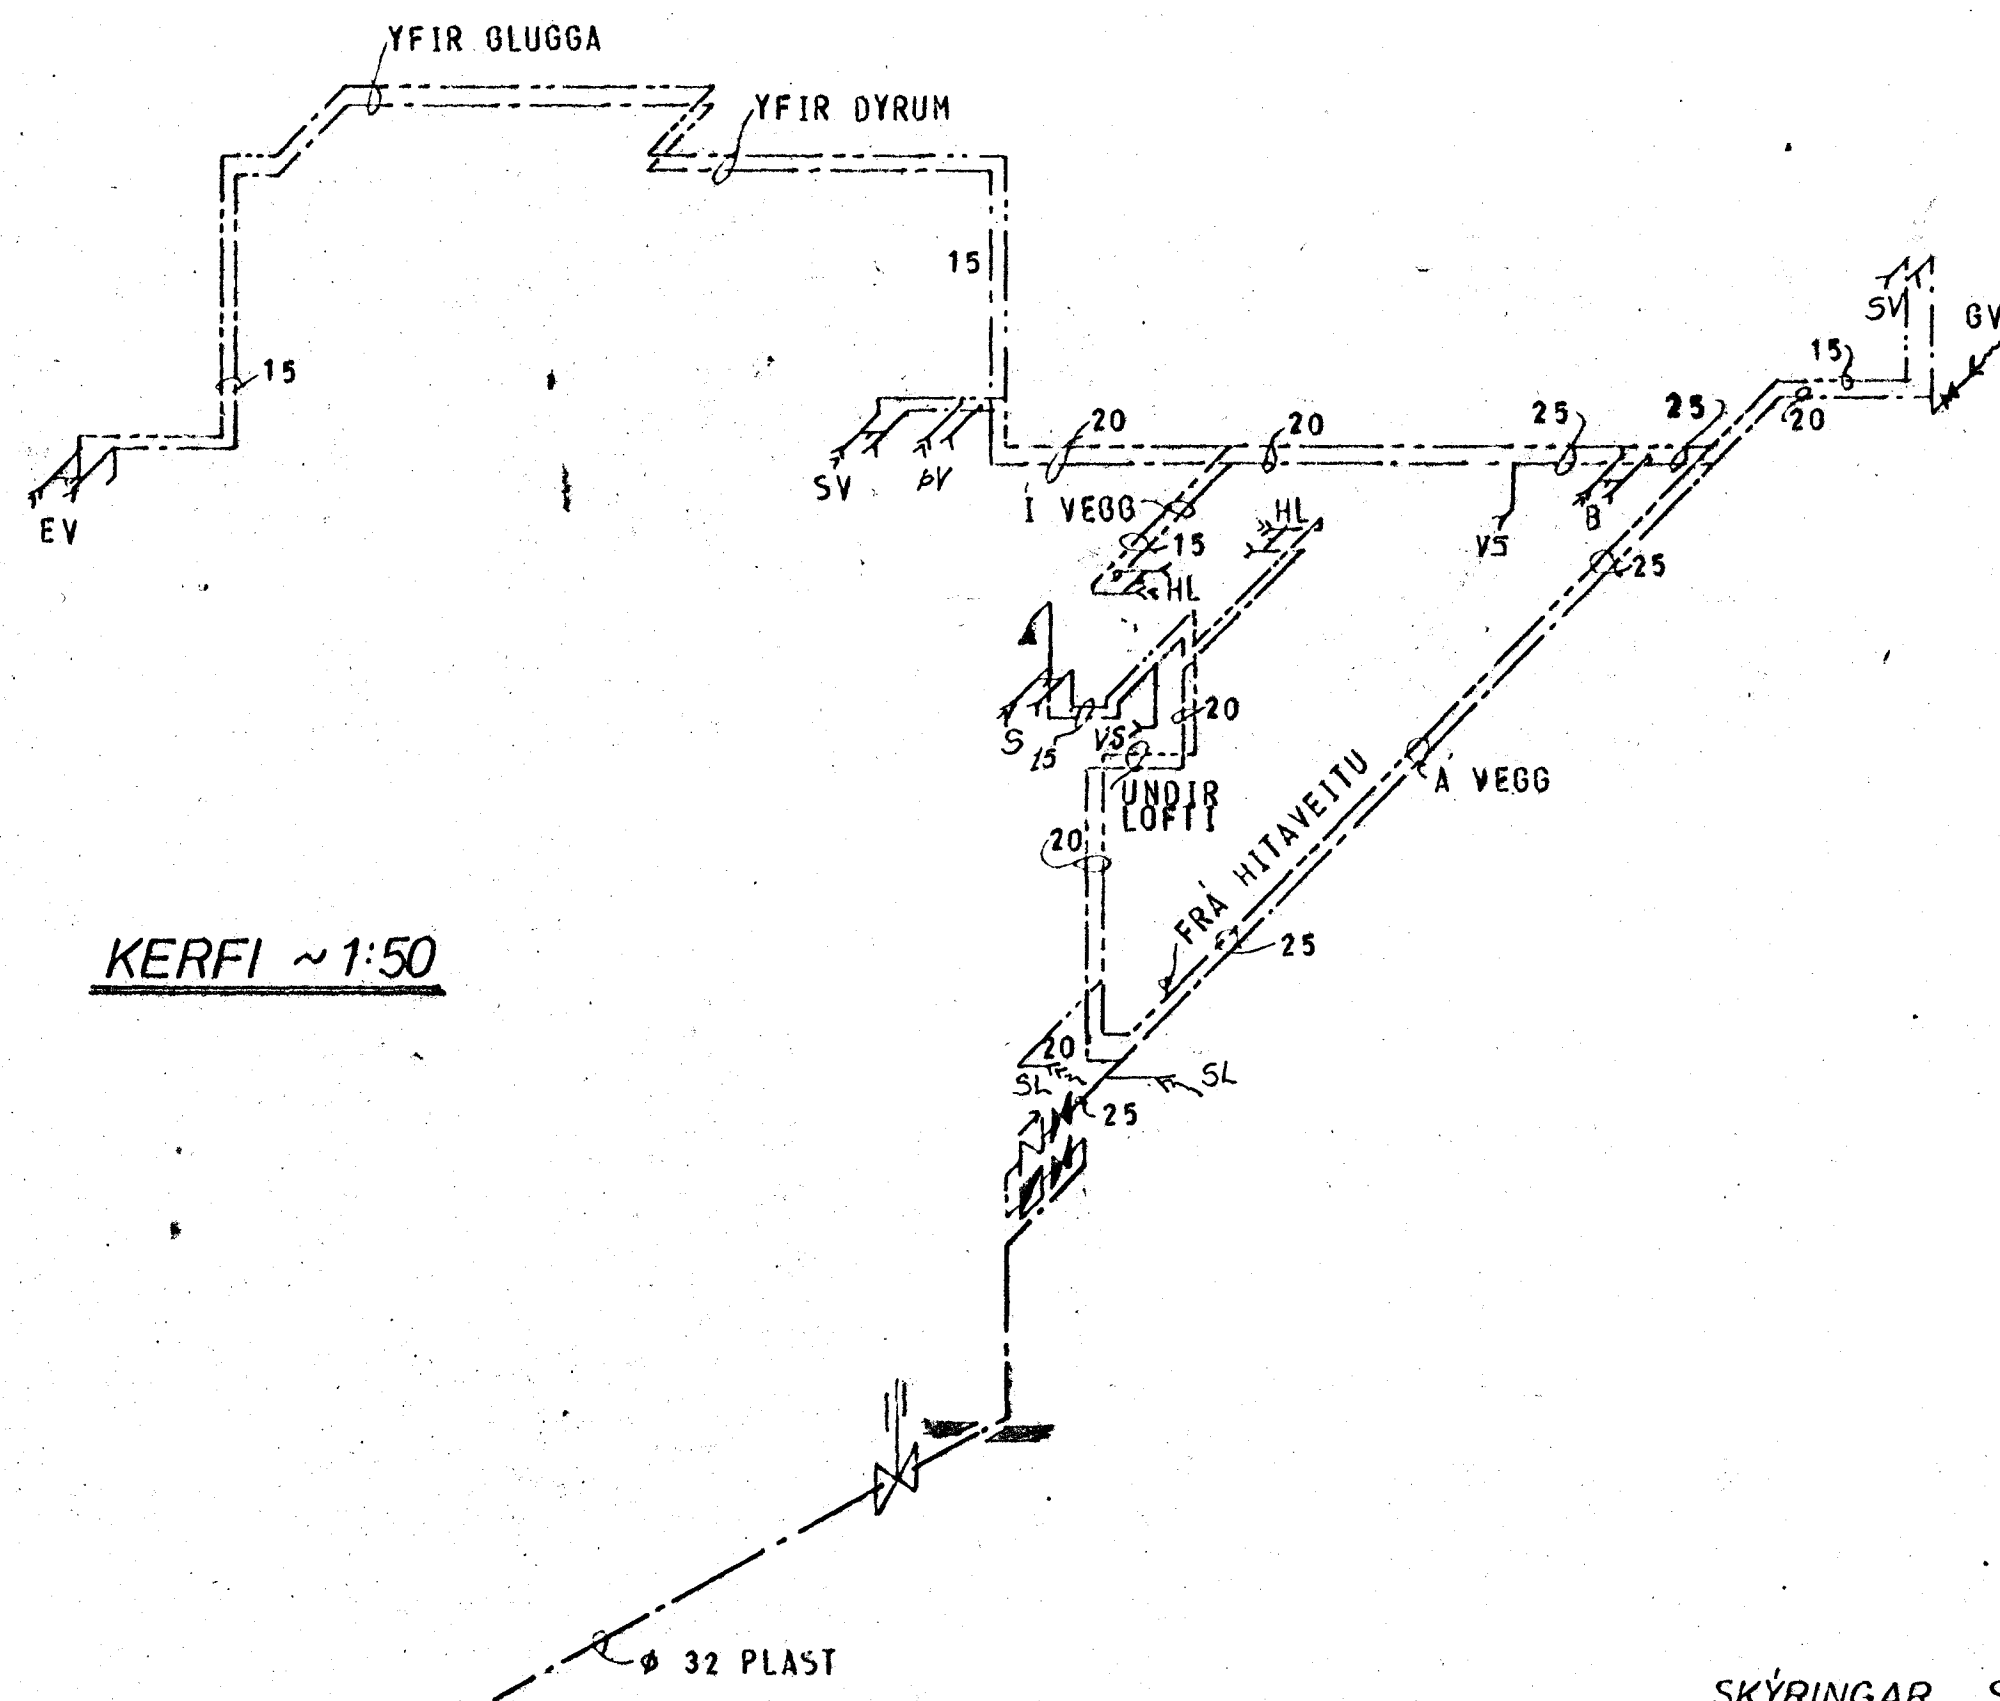 YFIR GLUGGA
YFIR DYRUM
15
SV
GV
15
15
20
20
25
25
20
SV
ÞV
EV
Í VEGG
HL
B
VS
15
25
HL
20
S
15
VS
Á VEGG
UNDIR
LOFTI
20
FRÁ HITAVEITU
25
KERFI ~ 1:50
20
SL
SL
25
ø 32 PLAST
SKÝRINGAR